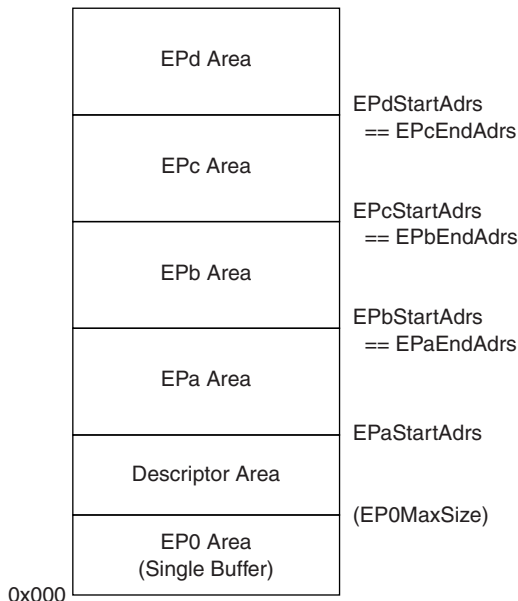 EPd Area
EPdStartAdrs
== EPcEndAdrs
EPc Area
EPcStartAdrs
== EPbEndAdrs
EPb Area
EPbStartAdrs
== EPaEndAdrs
EPa Area
EPaStartAdrs
Descriptor Area
(EP0MaxSize)
EP0 Area
(Single Buffer)
0x000